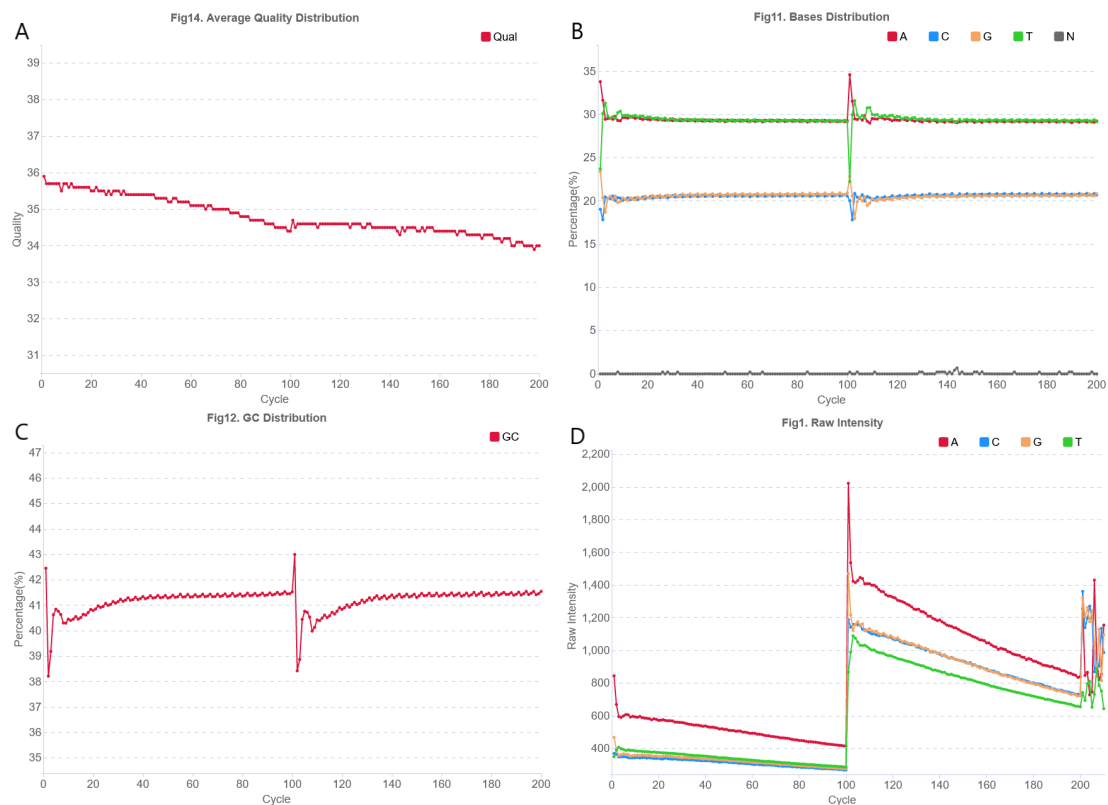 Fig14. Average Quality Distribution
A
Qual
39
38
37
36
35
34
33
32
31
Quality
0 20 40 60 80 100 120 140 160 180 200
Cycle
Fig11. Bases Distribution
B
A C G T N
35
30
25
20
15
10
5
0
Percentage(%)
0 20 40 60 80 100 120 140 160 180 200
Cycle
Fig12. GC Distribution
C
GC
47
46
45
44
43
42
41
40
39
38
37
36
35
Percentage(%)
0 20 40 60 80 100 120 140 160 180 200
Cycle
Fig1. Raw Intensity
D
A C G T
2,200
2,000
1,800
1,600
1,400
1,200
1,000
800
600
400
Raw Intensity
0 20 40 60 80 100 120 140 160 180 200
Cycle